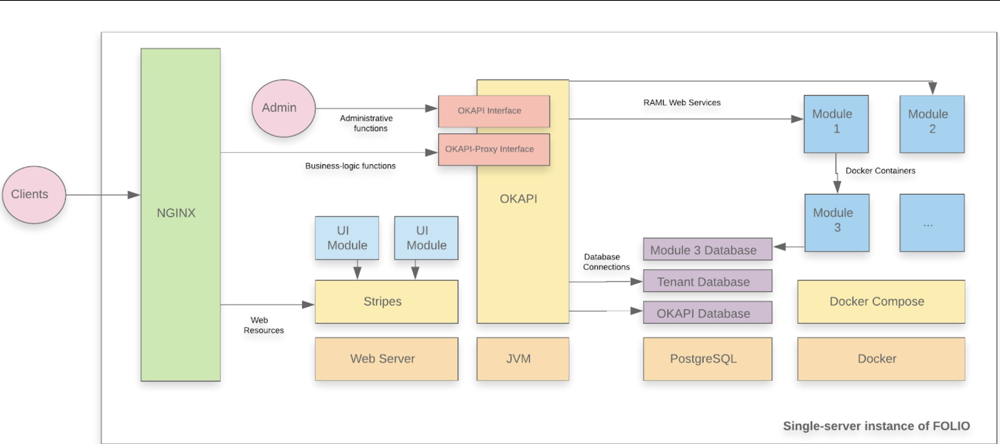 Clients
NGINX
Admin
Administrative
functions
Business-logic functions
OKAPI Interface
OKAPI-Proxy Interface
OKAPI
UI
Module
UI
Module
Stripes
Web
Resources
Web Server
JVM
RAML Web Services
Module
1
Module
2
Docker Containers
Module
3
...
Database
Connections
Module 3 Database
Tenant Database
OKAPI Database
Docker Compose
PostgreSQL
Docker
Single-server instance of FOLIO